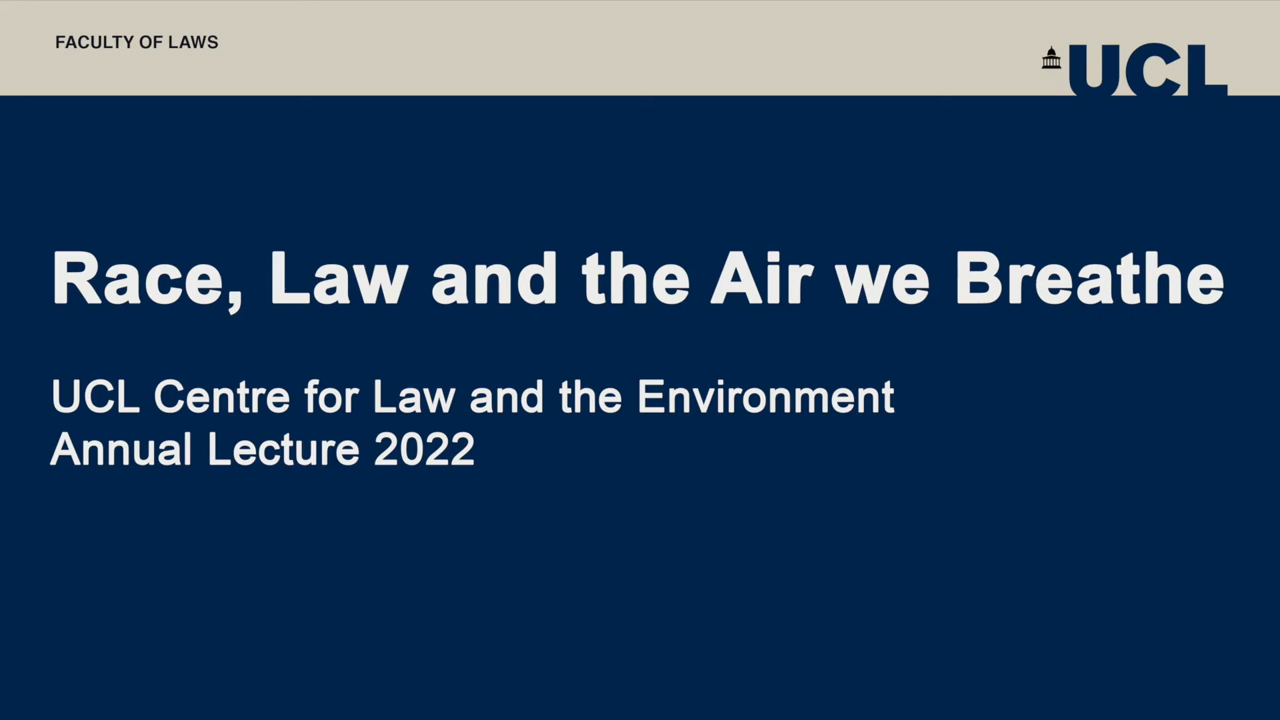 FACULTY OF LAWS
UCL
Race, Law and the Air we Breathe
UCL Centre for Law and the Environment
Annual Lecture 2022